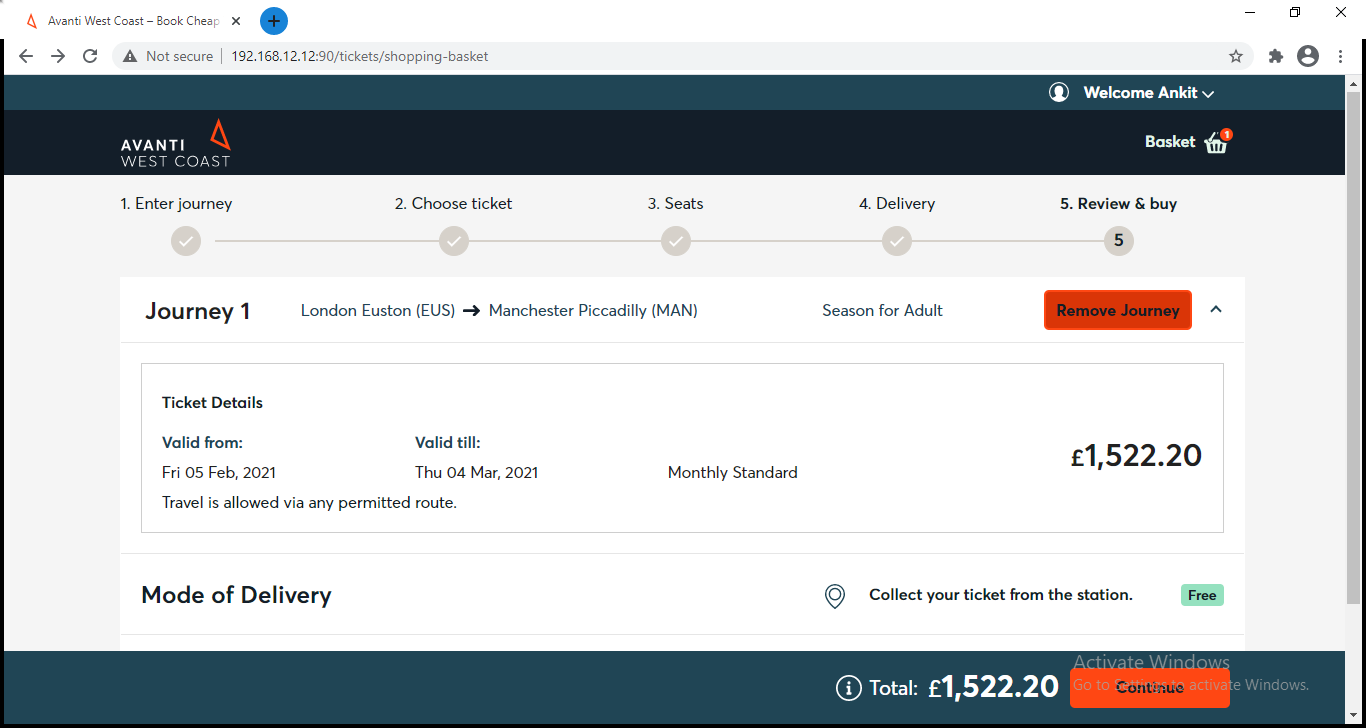 Avanti West Coast – Book Cheap
Not secure
192.168.12.12:90/tickets/shopping-basket
Welcome Ankit
AVANTI
WEST COAST
Basket 1
1. Enter journey
2. Choose ticket
3. Seats
4. Delivery
5. Review & buy
5
Journey 1
London Euston (EUS) → Manchester Piccadilly (MAN)
Season for Adult
Remove Journey
Ticket Details
Valid from:
Valid till:
Fri 05 Feb, 2021
Thu 04 Mar, 2021
Monthly Standard
£1,522.20
Travel is allowed via any permitted route.
Mode of Delivery
Collect your ticket from the station.
Free
Total: £1,522.20
Continue
Activate Windows
Go to Settings to activate Windows.